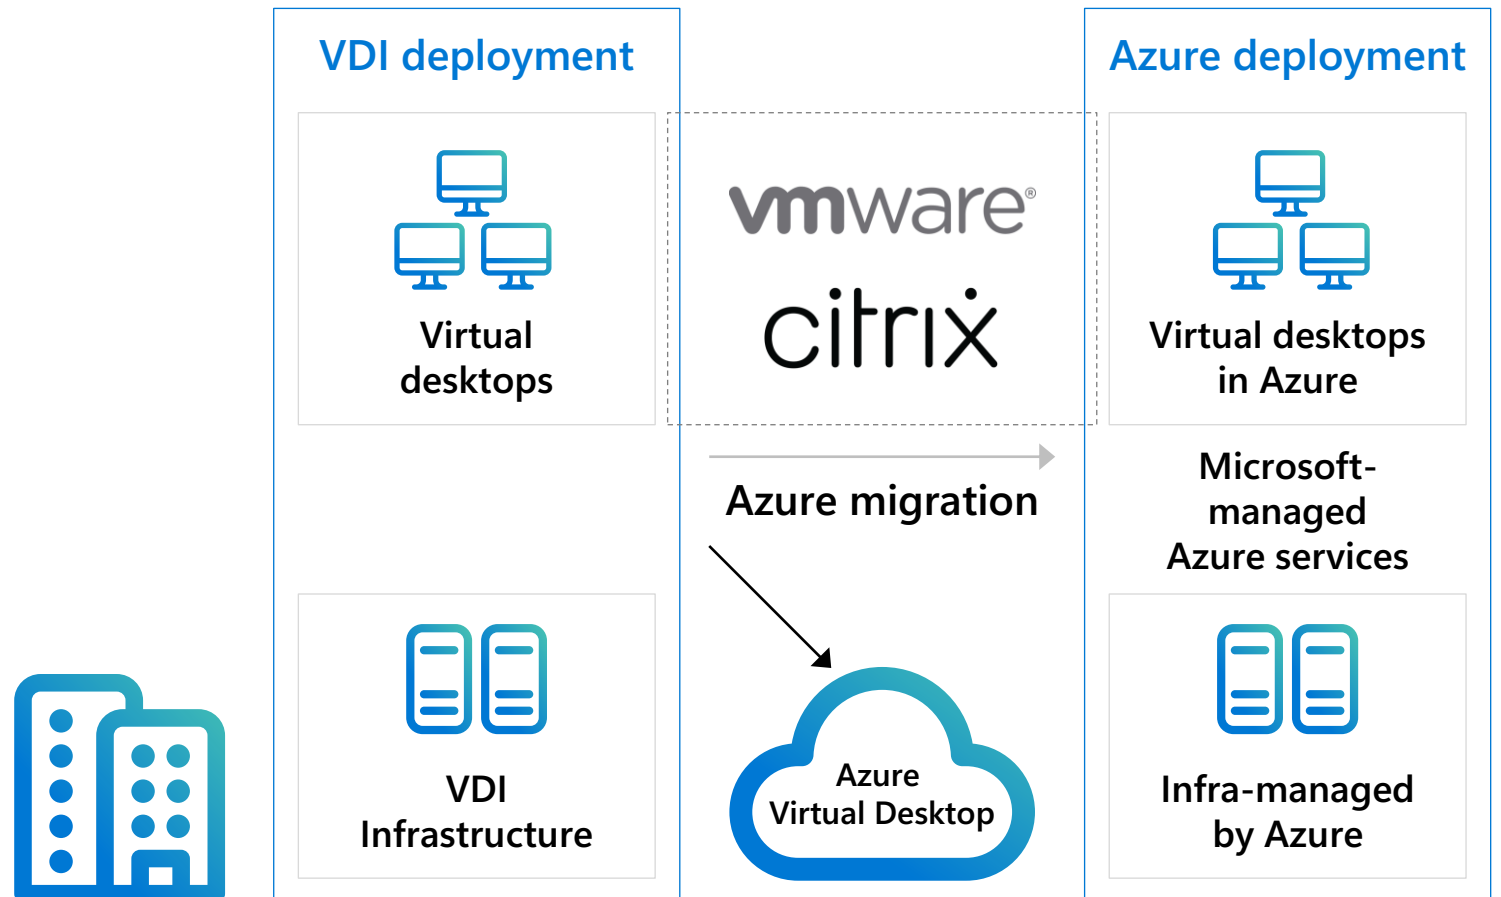 VDI deployment
Virtual
desktops
VDI
Infrastructure
vmware®
citrix
Azure migration
Azure
Virtual Desktop
Azure deployment
Virtual desktops
in Azure
Microsoft-
managed
Azure services
Infra-managed
by Azure